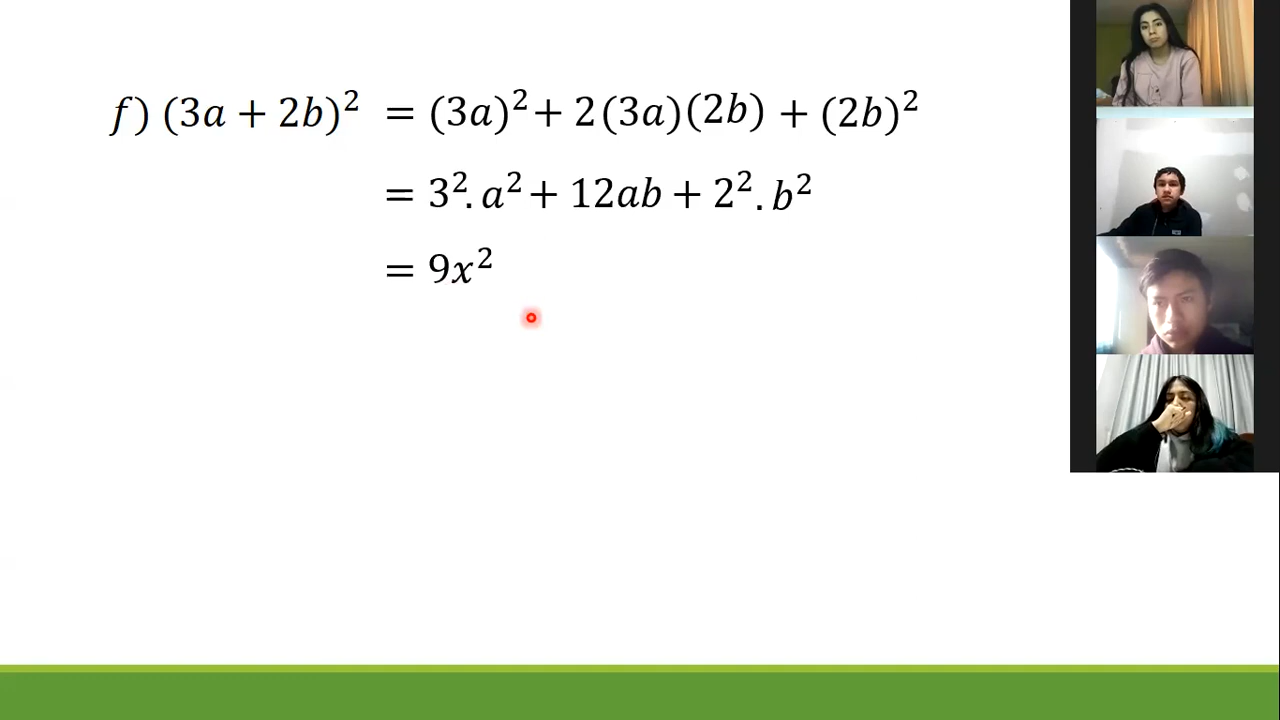 f) (3a + 2b)² = (3a)² + 2(3a)(2b) + (2b)²
= 3². a² + 12ab + 2². b²
= 9x²